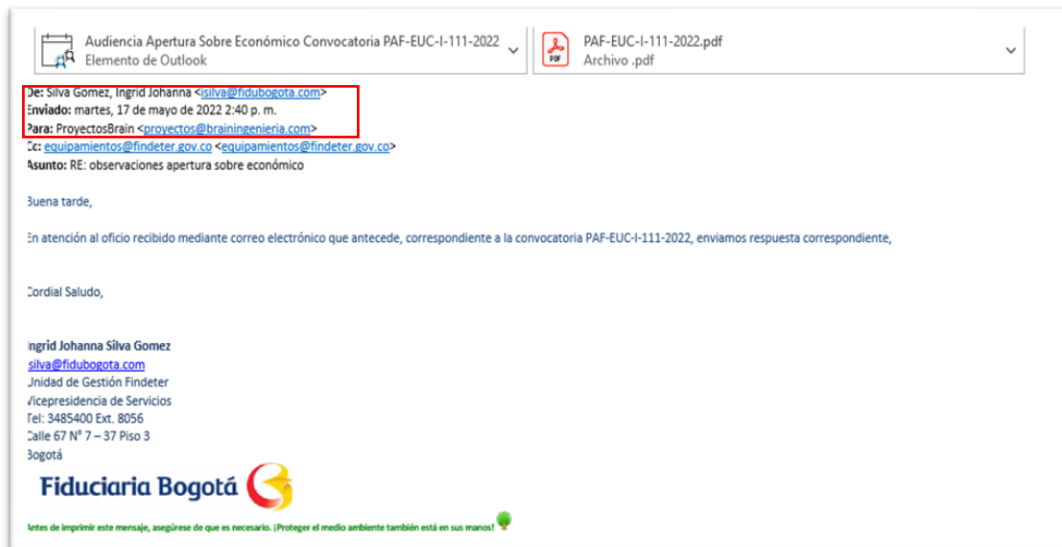 Audiencia Apertura Sobre Económico Convocatoria PAF-EUC-I-111-2022
Elemento de Outlook
PDF
PAF-EUC-I-111-2022.pdf
Archivo .pdf
De: Silva Gomez, Ingrid Johanna <isilva@fidubogota.com>
Enviado: martes, 17 de mayo de 2022 2:40 p. m.
Para: ProyectosBrain <proyectos@brainingenieria.com>
Cc: equipamientos@findeter.gov.co <equipamientos@findeter.gov.co>
Asunto: RE: observaciones apertura sobre económico
Buena tarde,
En atención al oficio recibido mediante correo electrónico que antecede, correspondiente a la convocatoria PAF-EUC-I-111-2022, enviamos respuesta correspondiente,
Cordial Saludo,
Ingrid Johanna Silva Gomez
isilva@fidubogota.com
Unidad de Gestión Findeter
Vicepresidencia de Servicios
Tel: 3485400 Ext. 8056
Calle 67 N° 7 – 37 Piso 3
Bogotá
Fiduciaria Bogotá
Antes de imprimir este mensaje, asegúrese de que es necesario. ¡Proteger el medio ambiente también está en sus manos!